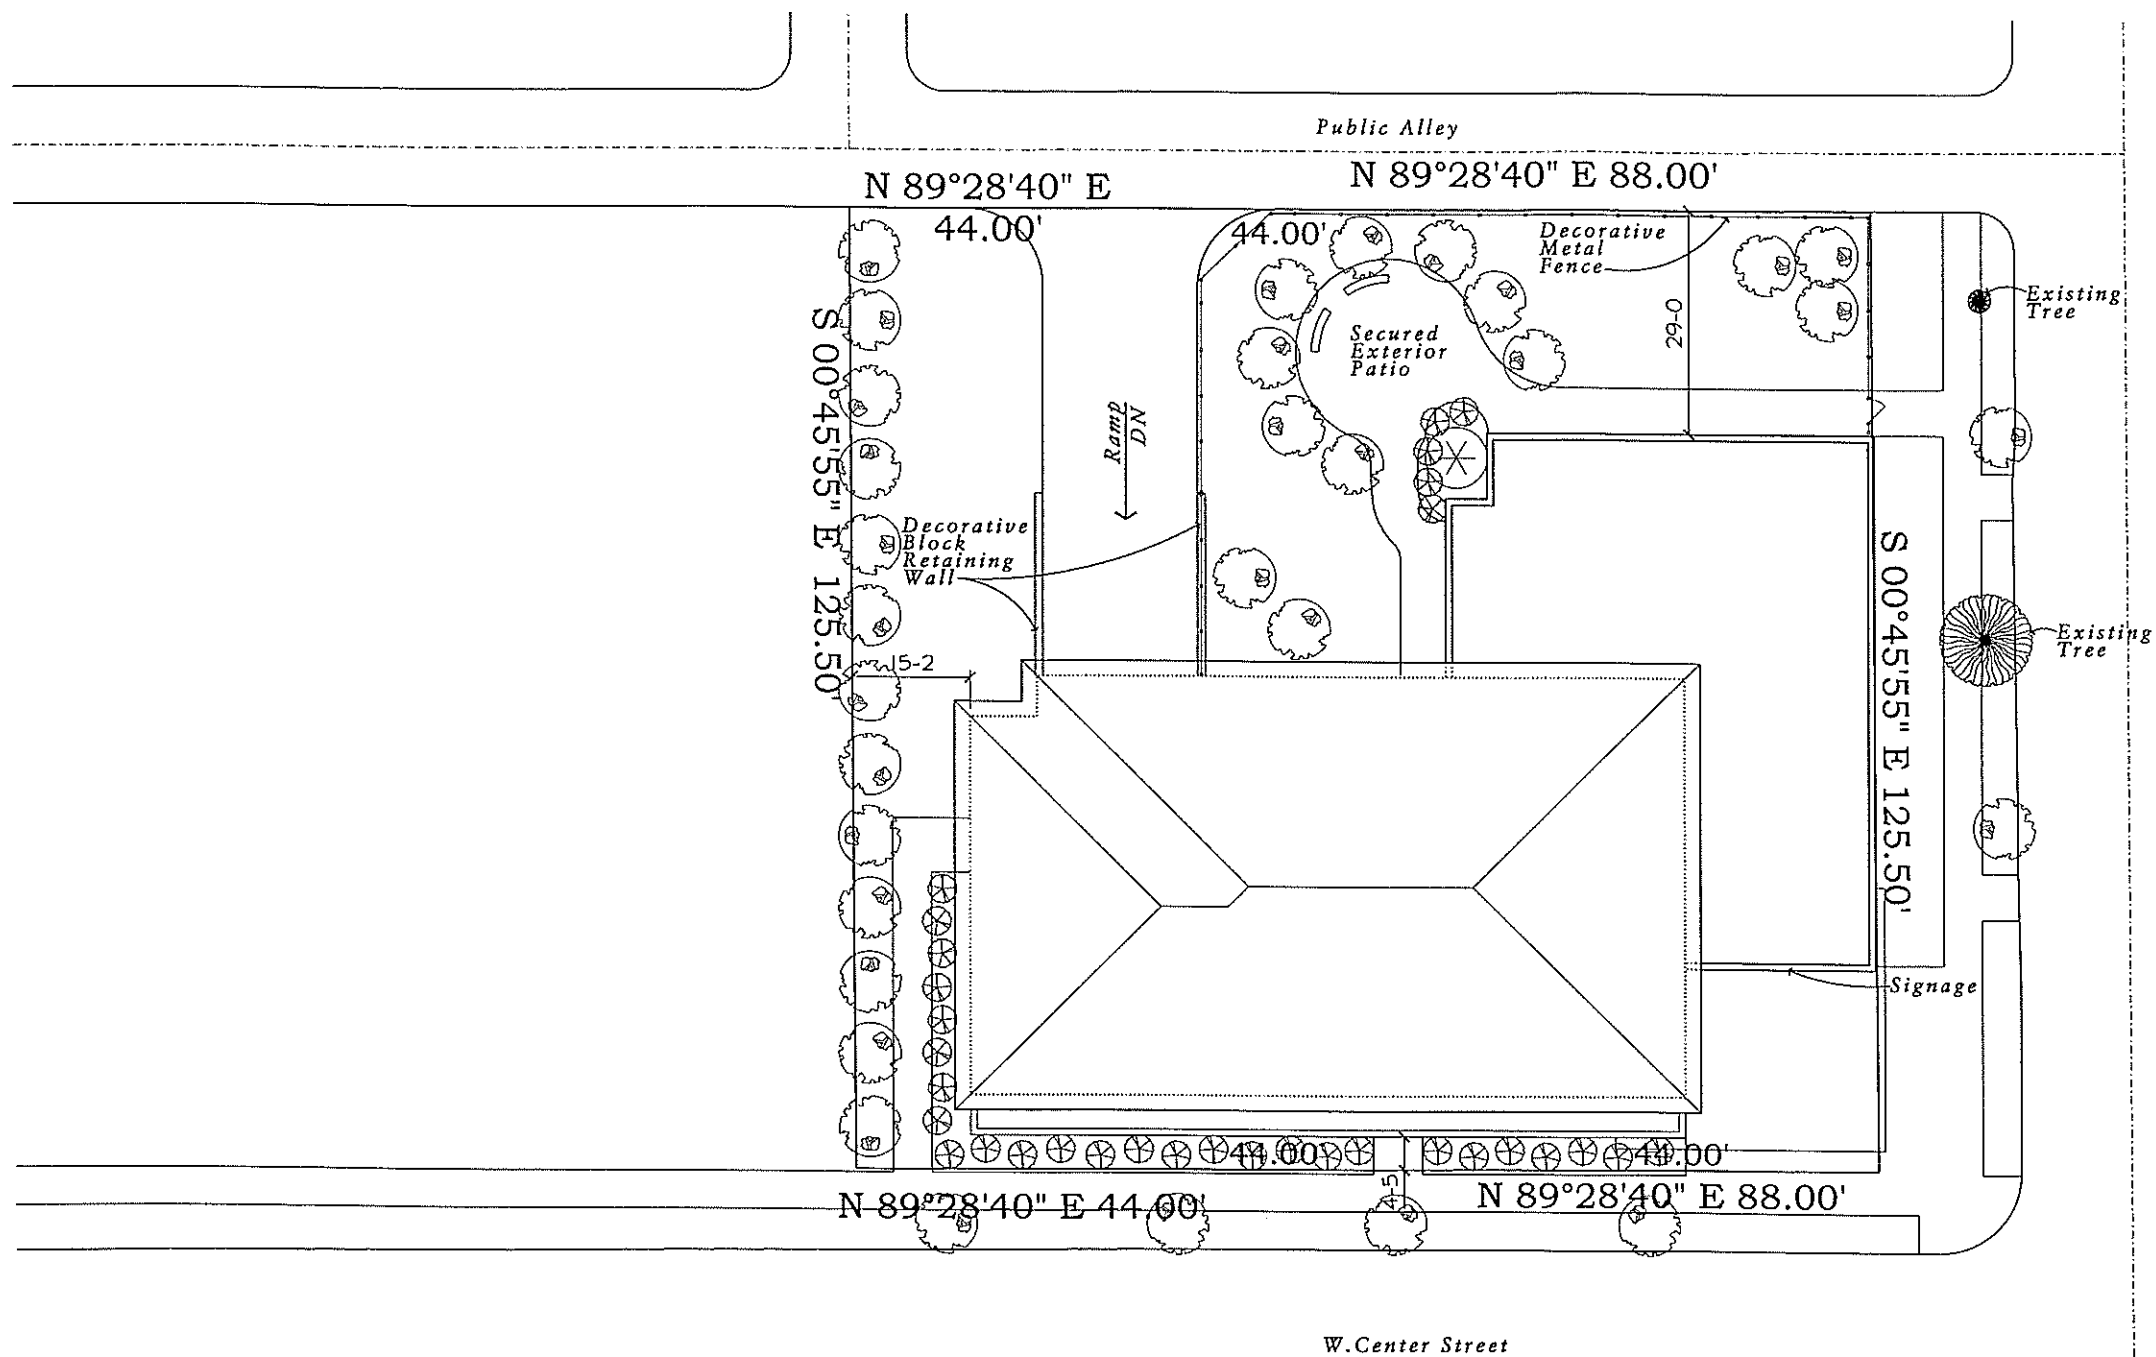 Public Alley
N 89°28'40" E
44.00'
N 89°28'40" E 88.00'
44.00'
Decorative
Metal
Fence
29-0
Existing
Tree
Secured
Exterior
Patio
S 00°45'55" E 125.50'
Ramp
DN
Decorative
Block
Retaining
Wall
15-2
Existing
Tree
S 00°45'55" E 125.50'
Signage
44.00'
44.00'
4-5
N 89°28'40" E 44.00'
N 89°28'40" E 88.00'
W.Center Street